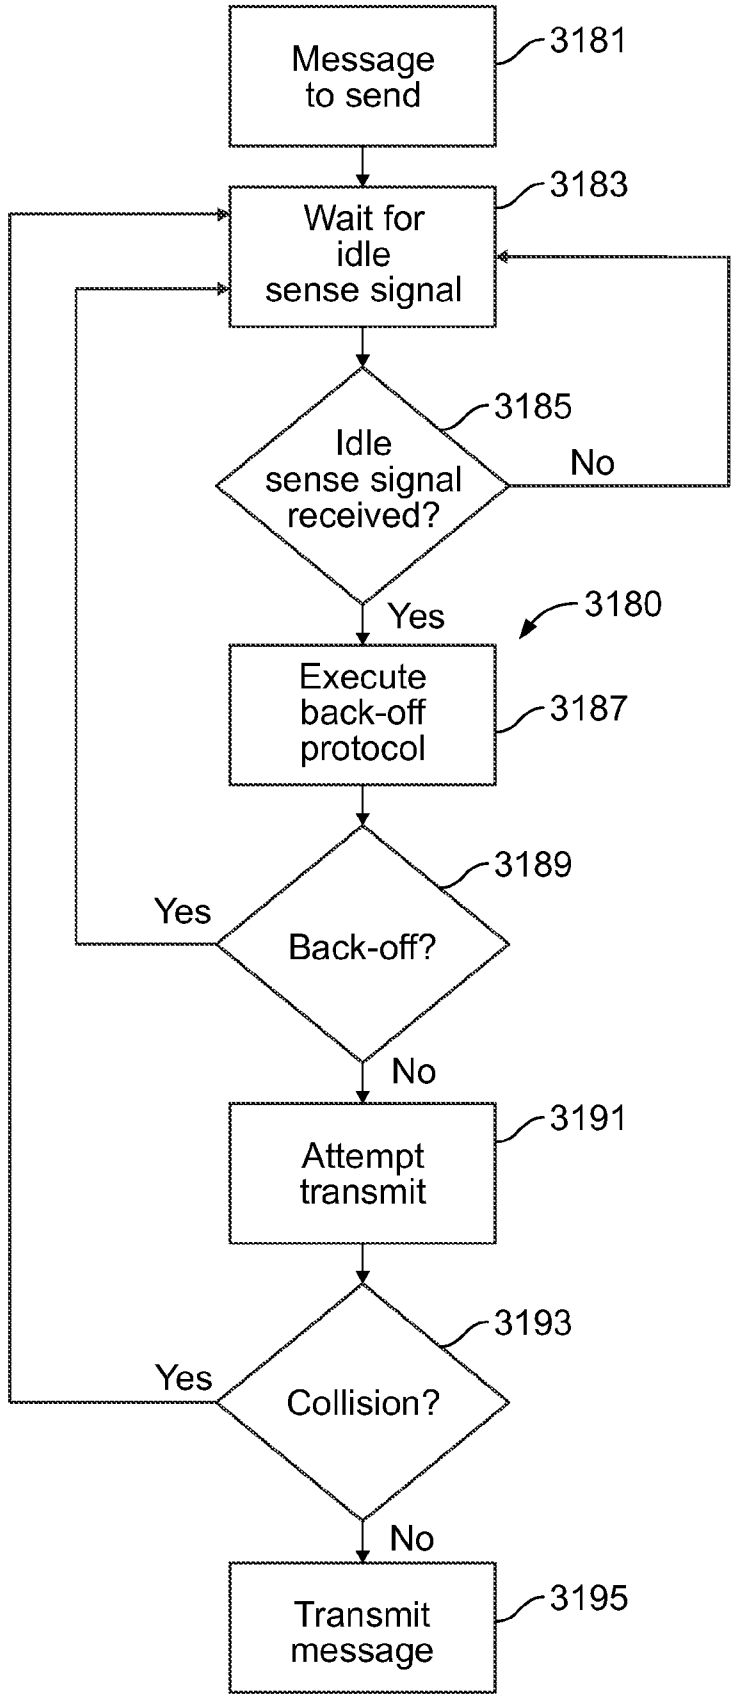 Message
to send
3181
Wait for
idle
sense signal
3183
Idle
sense signal
received?
3185
No
Yes
3180
Execute
back-off
protocol
3187
Back-off?
3189
Yes
No
Attempt
transmit
3191
Collision?
3193
Yes
No
Transmit
message
3195